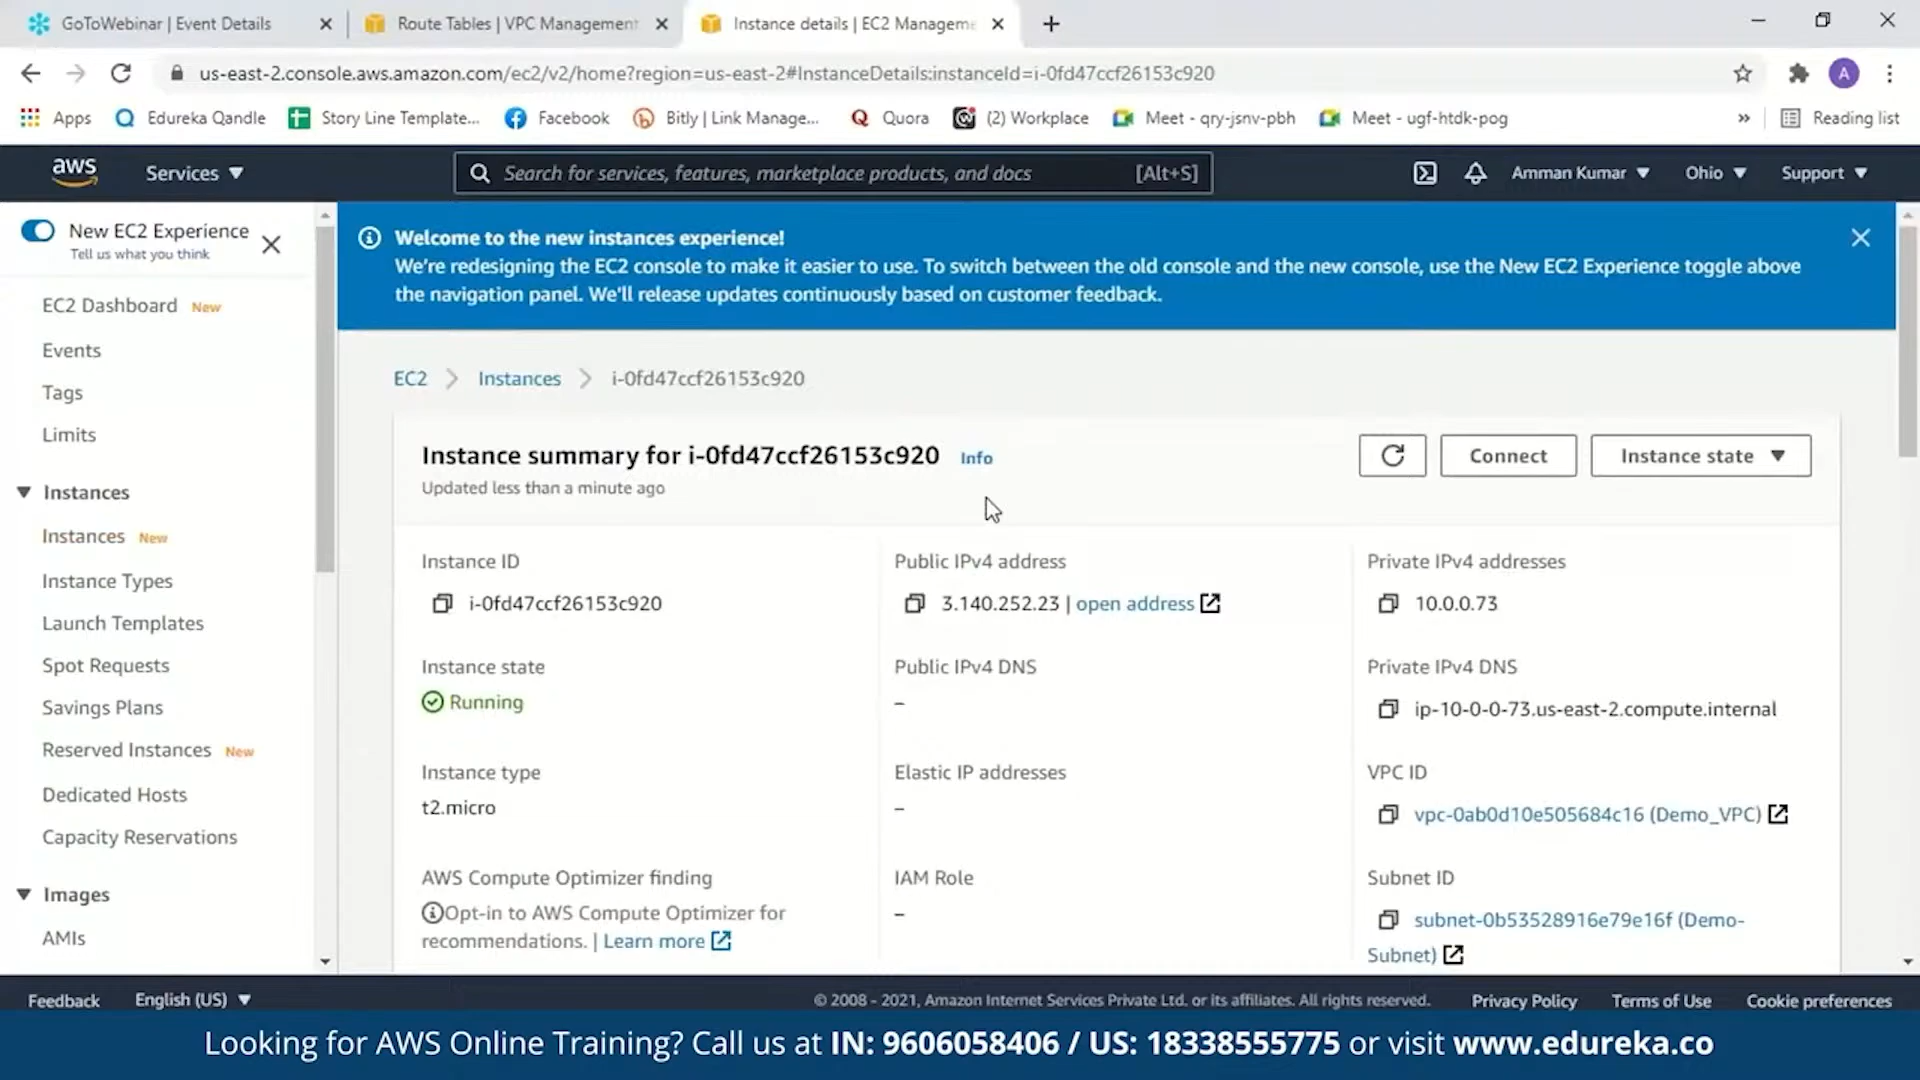 GoToWebinar | Event Details
Route Tables | VPC Management
Instance details | EC2 Manageme
us-east-2.console.aws.amazon.com/ec2/v2/home?region=us-east-2#InstanceDetails:instanceId=i-0fd47ccf26153c920
A
Apps
Edureka Qandle
Story Line Template...
Facebook
Bitly | Link Manage...
Quora
(2) Workplace
Meet - qry-jsnv-pbh
Meet - ugf-htdk-pog
»
Reading list
aws
Services
Search for services, features, marketplace products, and docs
[Alt+S]
Amman Kumar
Ohio
Support
New EC2 Experience
Tell us what you think
EC2 Dashboard New
Events
Tags
Limits
Instances
Instances New
Instance Types
Launch Templates
Spot Requests
Savings Plans
Reserved Instances New
Dedicated Hosts
Capacity Reservations
Images
AMIs
Welcome to the new instances experience!
We're redesigning the EC2 console to make it easier to use. To switch between the old console and the new console, use the New EC2 Experience toggle above
the navigation panel. We'll release updates continuously based on customer feedback.
EC2 > Instances > i-0fd47ccf26153c920
Instance summary for i-0fd47ccf26153c920 Info
Updated less than a minute ago
Connect
Instance state
Instance ID
i-0fd47ccf26153c920
Public IPv4 address
3.140.252.23 | open address
Private IPv4 addresses
10.0.0.73
Instance state
Running
Public IPv4 DNS
–
Private IPv4 DNS
ip-10-0-0-73.us-east-2.compute.internal
Instance type
t2.micro
Elastic IP addresses
–
VPC ID
vpc-0ab0d10e505684c16 (Demo_VPC)
AWS Compute Optimizer finding
Opt-in to AWS Compute Optimizer for
recommendations. | Learn more
IAM Role
–
Subnet ID
subnet-0b53528916e79e16f (Demo-
Subnet)
Feedback
English (US)
© 2008 - 2021, Amazon Internet Services Private Ltd. or its affiliates. All rights reserved.
Privacy Policy
Terms of Use
Cookie preferences
Looking for AWS Online Training? Call us at IN: 9606058406 / US: 18338555775 or visit www.edureka.co